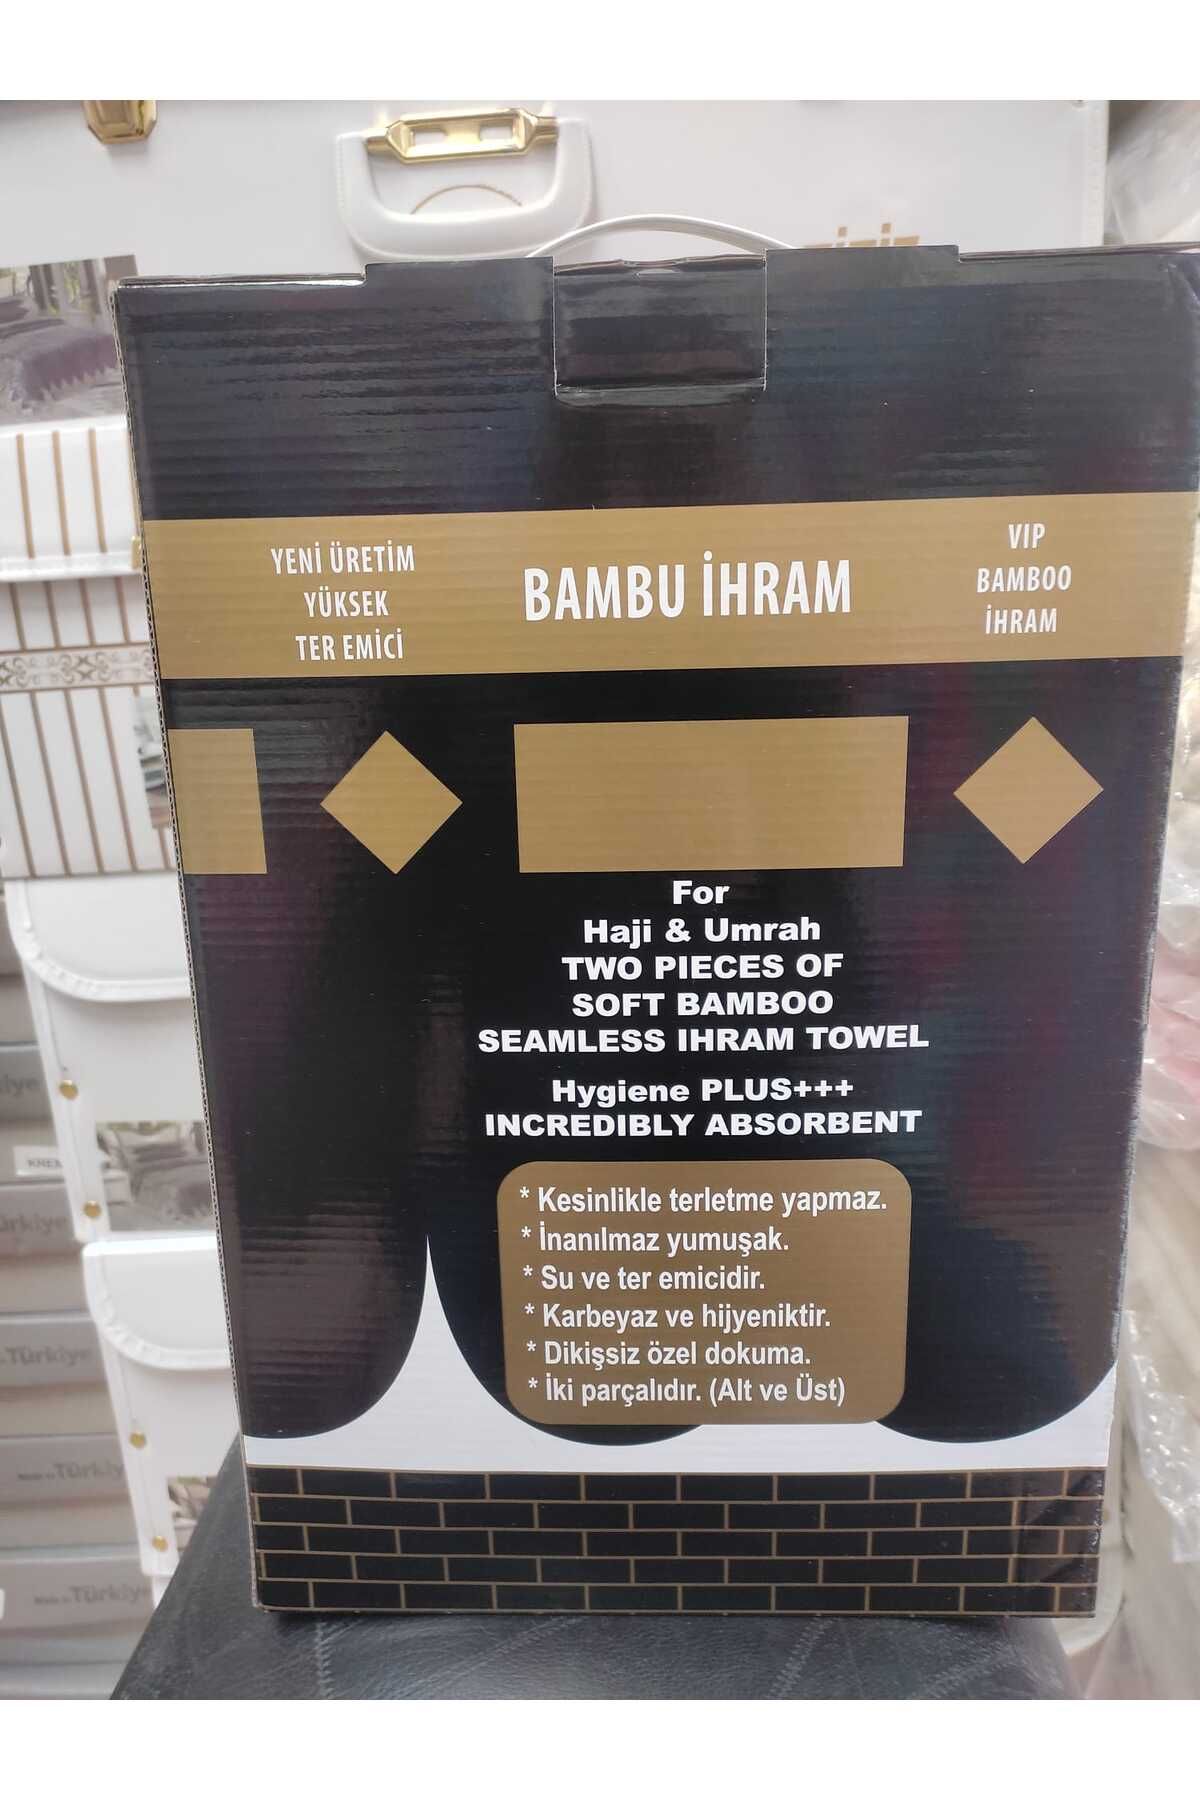 YENİ ÜRETİM
YÜKSEK
TER EMİCİ
BAMBU İHRAM
VIP
BAMBOO
İHRAM
For
Haji & Umrah
TWO PIECES OF
SOFT BAMBOO
SEAMLESS IHRAM TOWEL
Hygiene PLUS+++
INCREDIBLY ABSORBENT
* Kesinlikle terletme yapmaz.
* İnanılmaz yumuşak.
* Su ve ter emicidir.
* Karbeyaz ve hijyeniktir.
* Dikişsiz özel dokuma.
* İki parçalıdır. (Alt ve Üst)
Türkiye
Türkiye